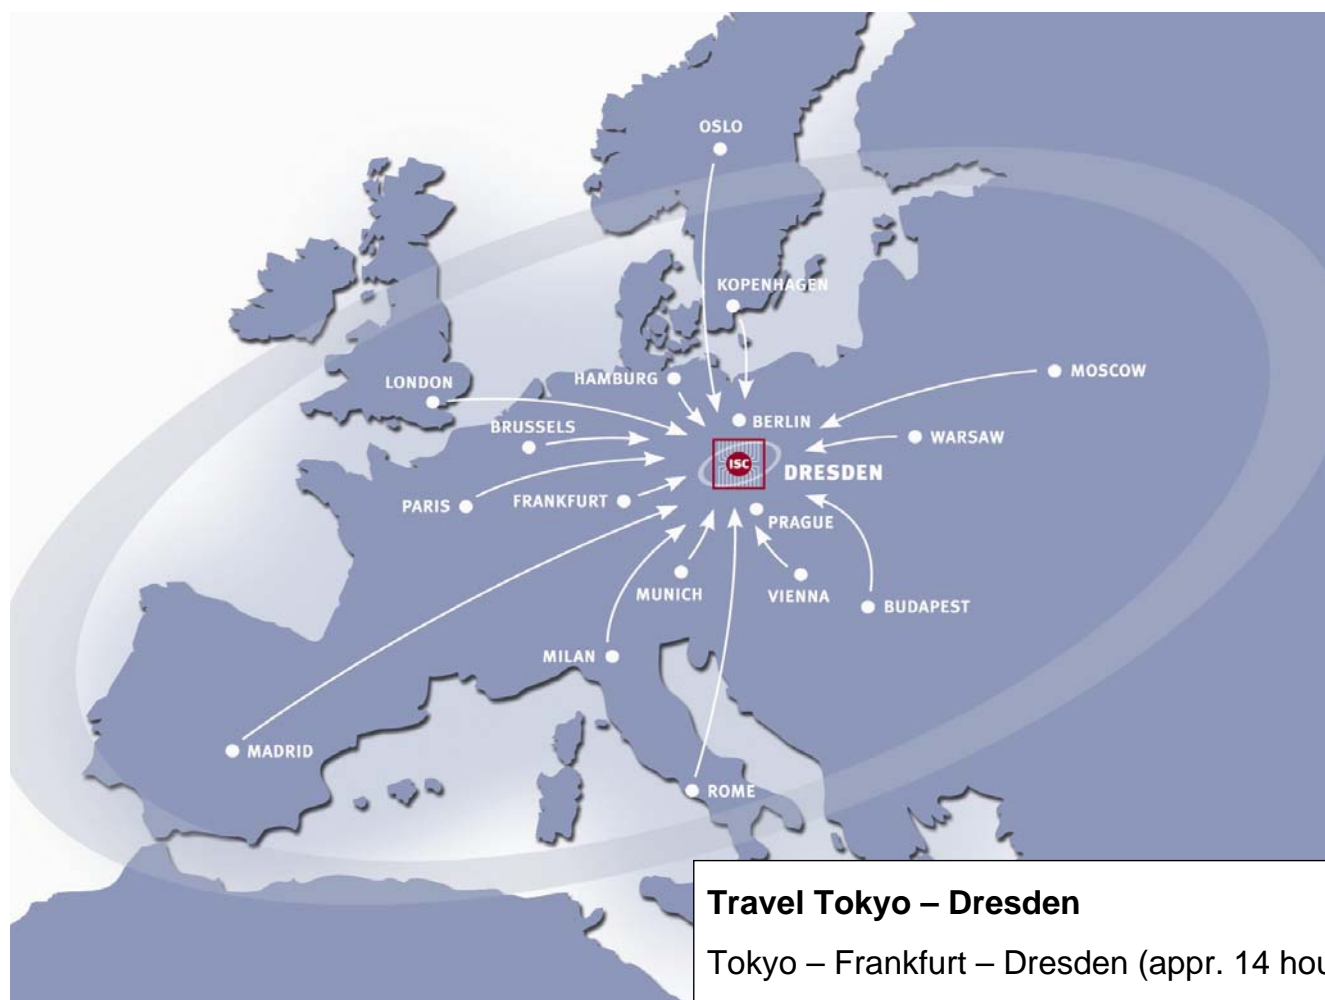 OSLO
KOPENHAGEN
MOSCOW
HAMBURG
LONDON
BERLIN
BRUSSELS
WARSAW
ISC
DRESDEN
PARIS
FRANKFURT
PRAGUE
MUNICH
VIENNA
BUDAPEST
MILAN
MADRID
ROME
Travel Tokyo – Dresden
Tokyo – Frankfurt – Dresden (appr. 14 hou